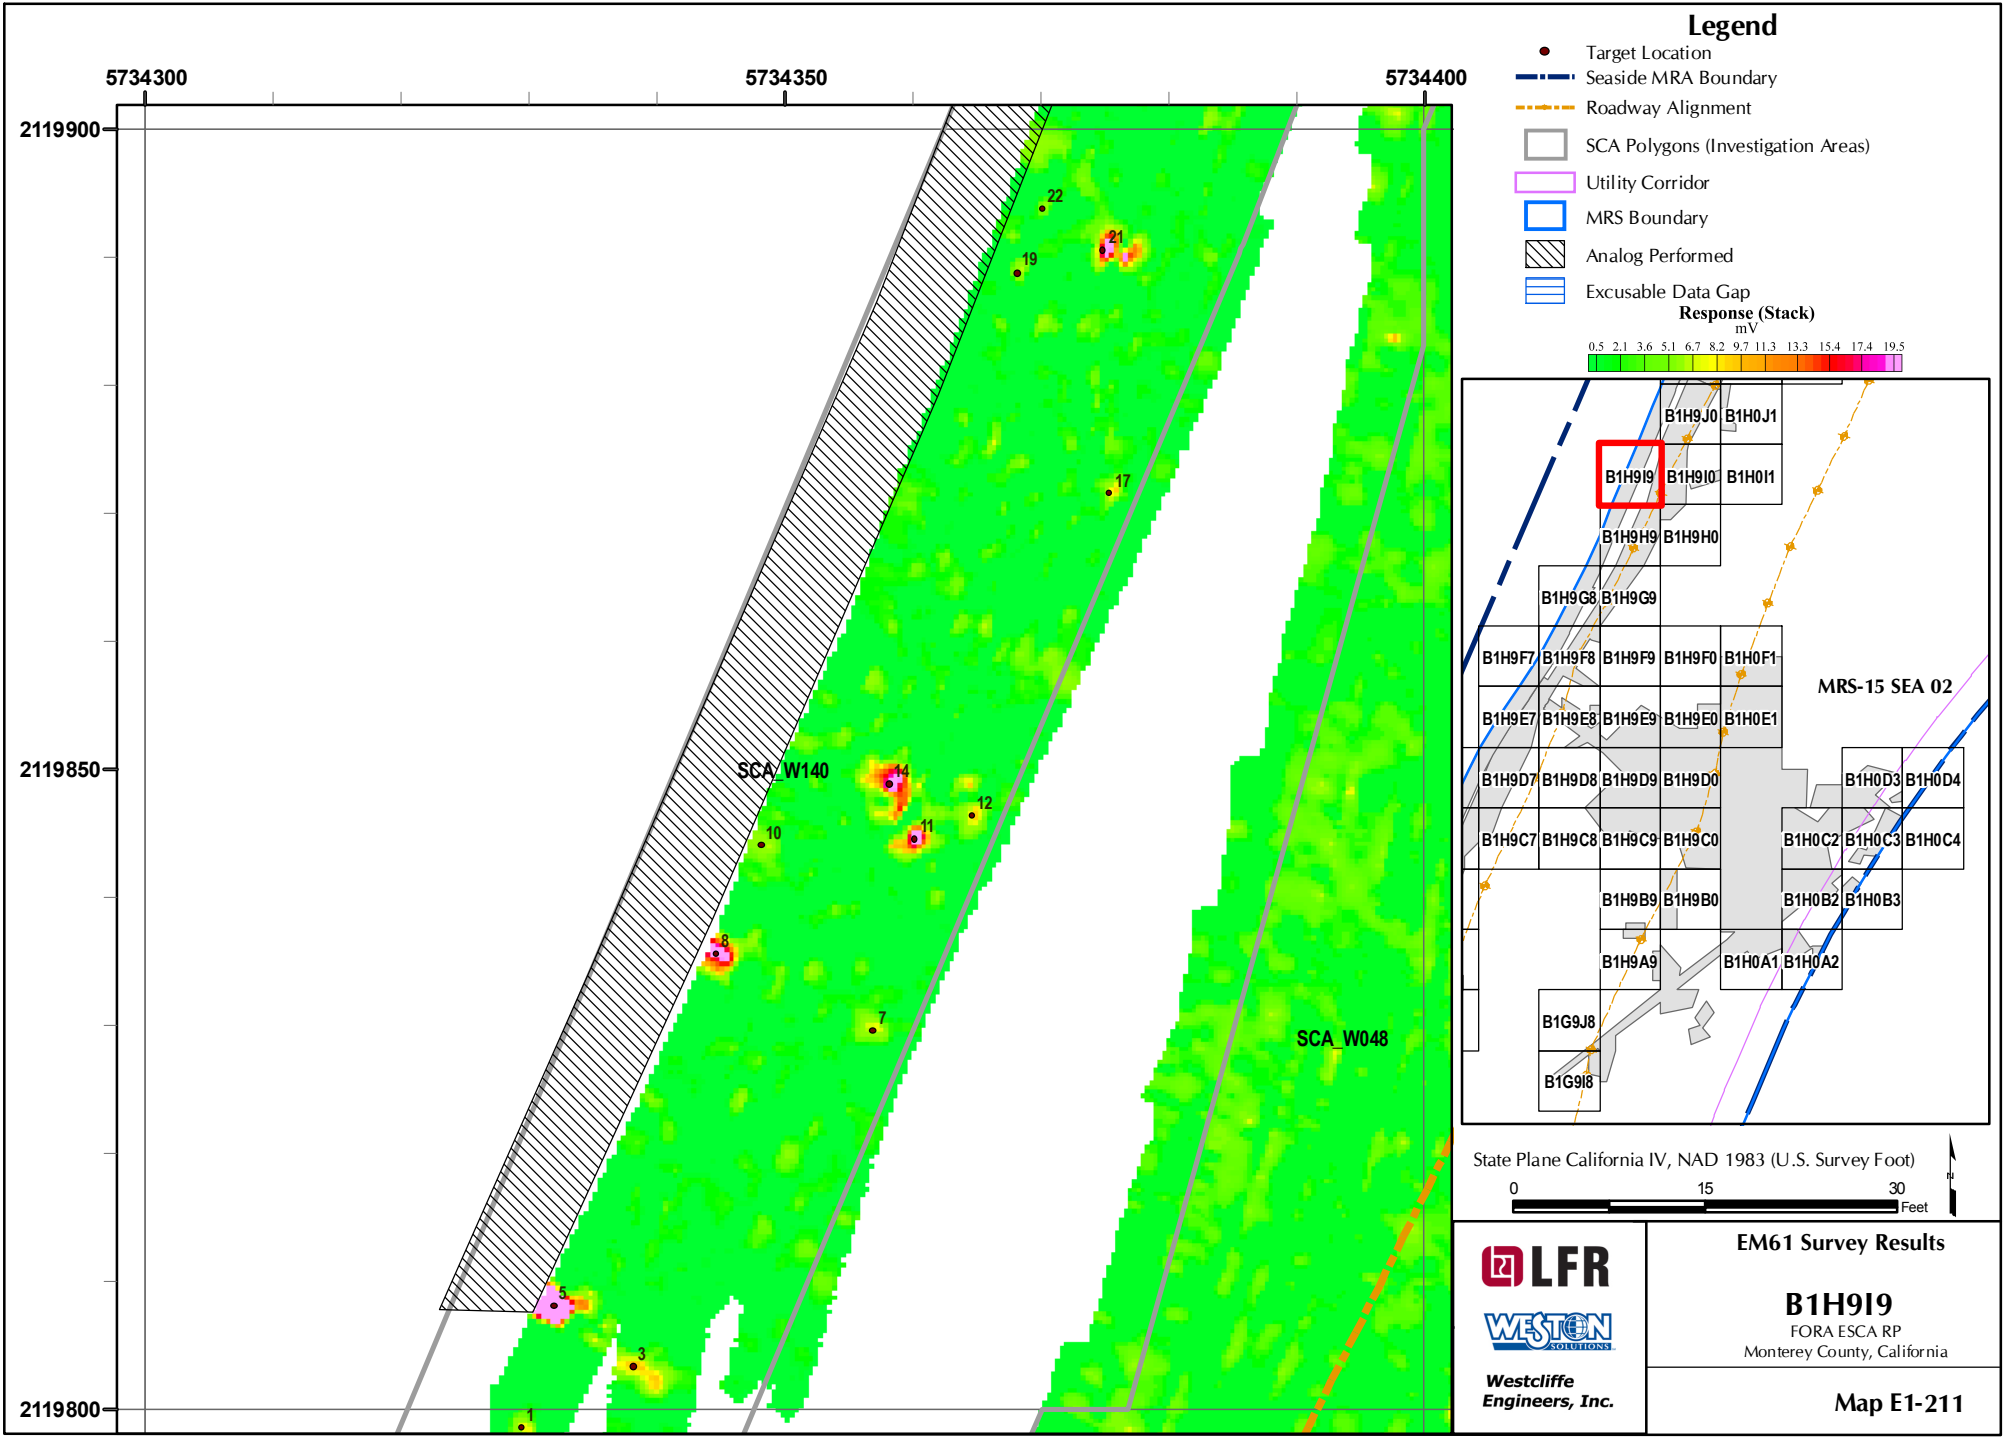 Legend
Target Location
Seaside MRA Boundary
Roadway Alignment
SCA Polygons (Investigation Areas)
Utility Corridor
MRS Boundary
Analog Performed
Excusable Data Gap
Response (Stack)
mV
0.5 2.1 3.6 5.1 6.7 8.2 9.7 11.3 13.3 15.4 17.4 19.5
5734300 5734350 5734400
2119900
2119850
2119800
22
21
19
17
14
12
11
10
8
7
5
3
1
SCA_W140
SCA_W048
B1H9J0 B1H0J1
B1H9I9 B1H9I0 B1H0I1
B1H9H9 B1H9H0
B1H9G8 B1H9G9
B1H9F7 B1H9F8 B1H9F9 B1H9F0 B1H0F1
MRS-15 SEA 02
B1H9E7 B1H9E8 B1H9E9 B1H9E0 B1H0E1
B1H9D7 B1H9D8 B1H9D9 B1H9D0 B1H0D3 B1H0D4
B1H9C7 B1H9C8 B1H9C9 B1H9C0 B1H0C2 B1H0C3 B1H0C4
B1H9B9 B1H9B0 B1H0B2 B1H0B3
B1H9A9 B1H0A1 B1H0A2
B1G9J8
B1G9I8
State Plane California IV, NAD 1983 (U.S. Survey Foot)
0 15 30
Feet
N
LFR
WESTON
SOLUTIONS
Westcliffe
Engineers, Inc.
EM61 Survey Results
B1H9I9
FORA ESCA RP
Monterey County, California
Map E1-211